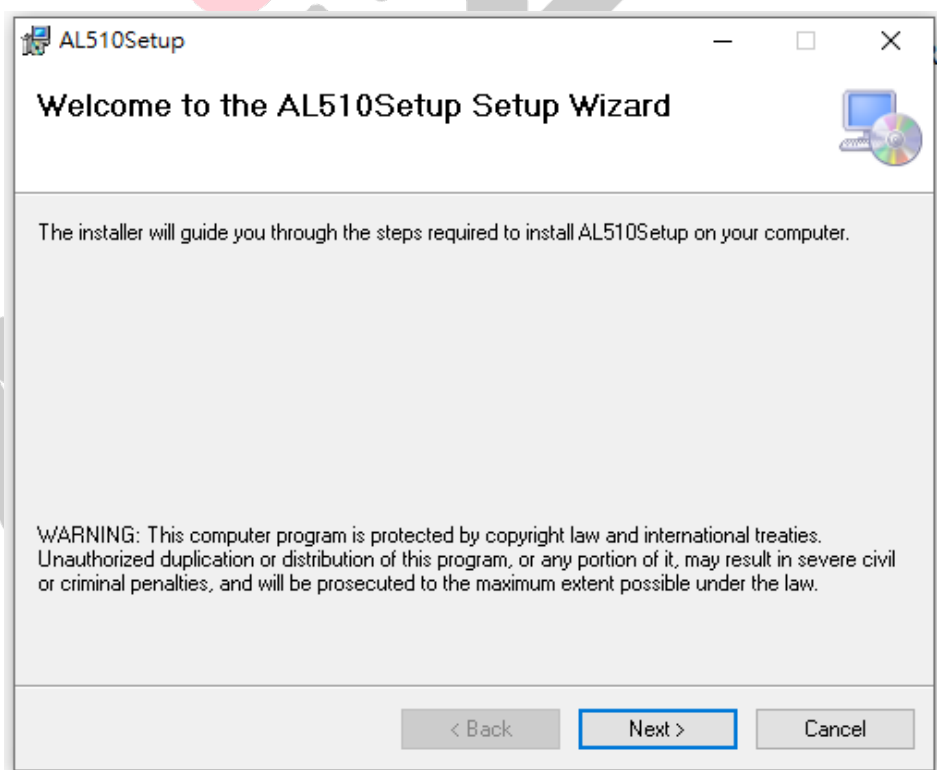 AL510Setup
Welcome to the AL510Setup Setup Wizard
The installer will guide you through the steps required to install AL510Setup on your computer.
WARNING: This computer program is protected by copyright law and international treaties.
Unauthorized duplication or distribution of this program, or any portion of it, may result in severe civil
or criminal penalties, and will be prosecuted to the maximum extent possible under the law.
< Back
Next >
Cancel